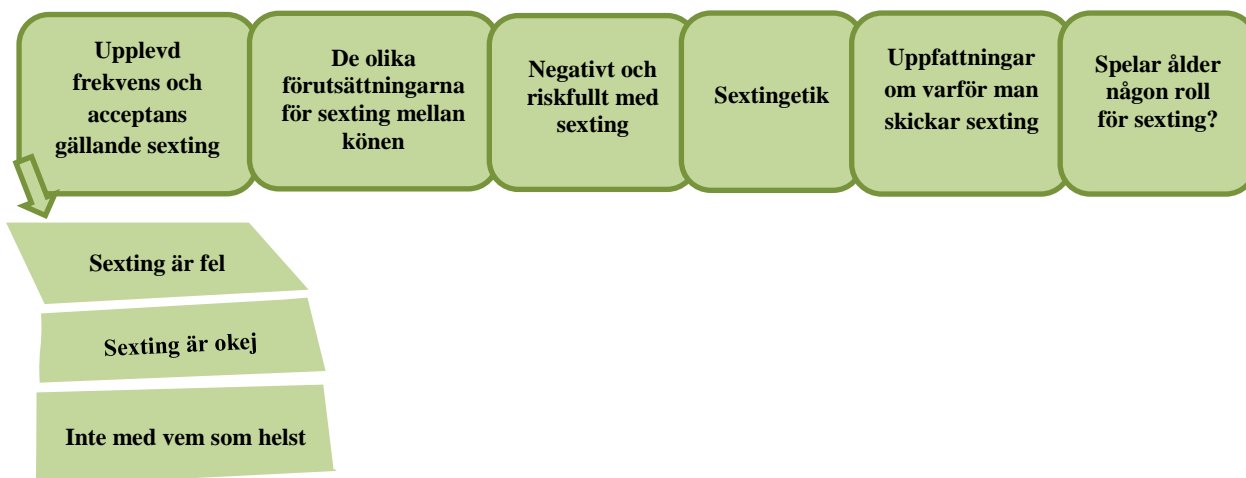 Upplevd
frekvens och
acceptans
gällande sexting
De olika
förutsättningarna
för sexting mellan
könen
Negativt och
riskfullt med
sexting
Sextingetik
Uppfattningar
om varför man
skickar sexting
Spelar ålder
någon roll
för sexting?
Sexting är fel
Sexting är okej
Inte med vem som helst